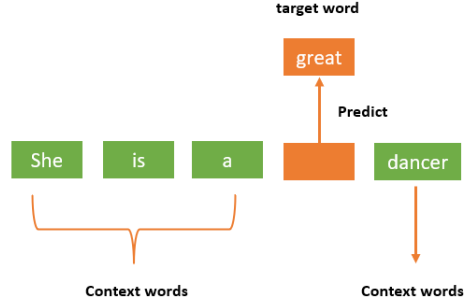 target word
great
Predict
She is a dancer
Context words Context words